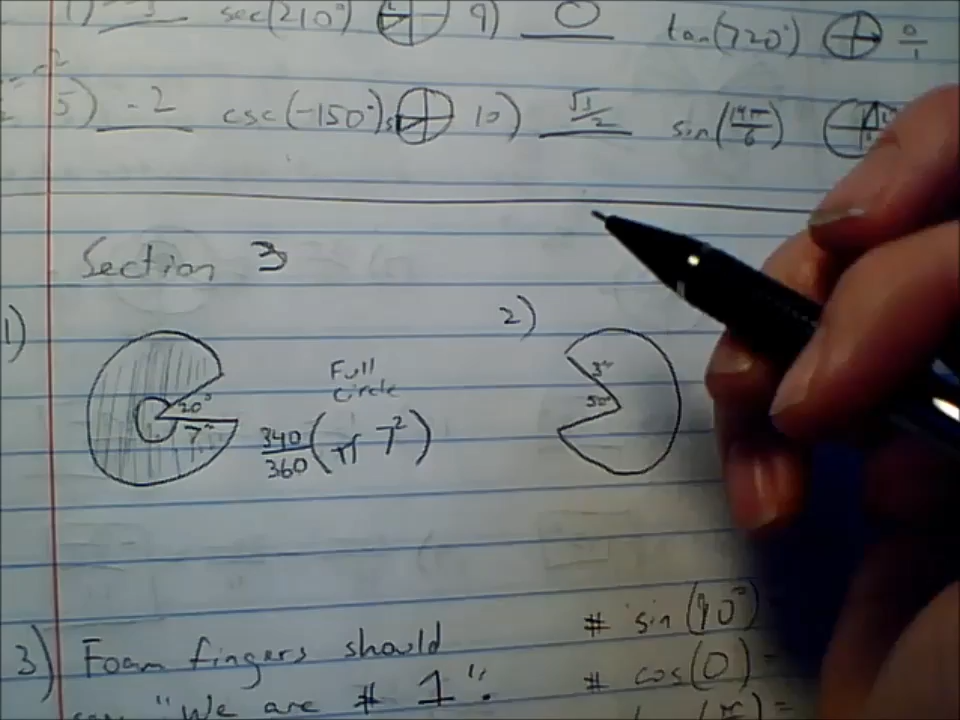 sec(210°) 9) 0 tan(720°) 0/1
5) -2 csc(-150°) 10) √3/2 sin(14π/6)
Section 3
1) 20° 7" Full circle 340/360 (π 7²)
2) 3" 50°
3) Foam fingers should
"We are # 1".
# sin(90°)
# cos(0) =